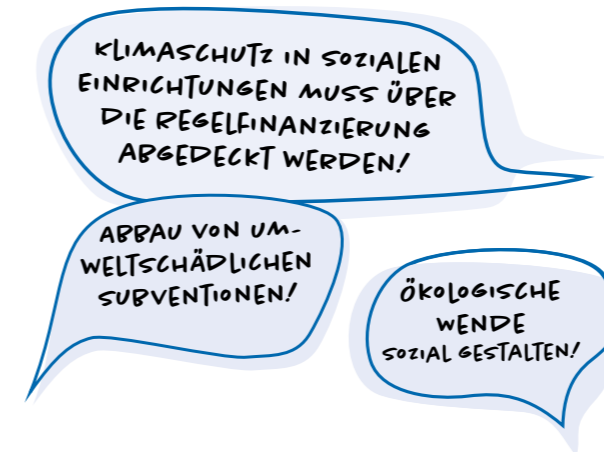 KLIMASCHUTZ IN SOZIALEN
EINRICHTUNGEN MUSS ÜBER
DIE REGELFINANZIERUNG
ABGEDECKT WERDEN!
ABBAU VON UM-
WELTSCHÄDLICHEN
SUBVENTIONEN!
ÖKOLOGISCHE
WENDE
SOZIAL GESTALTEN!